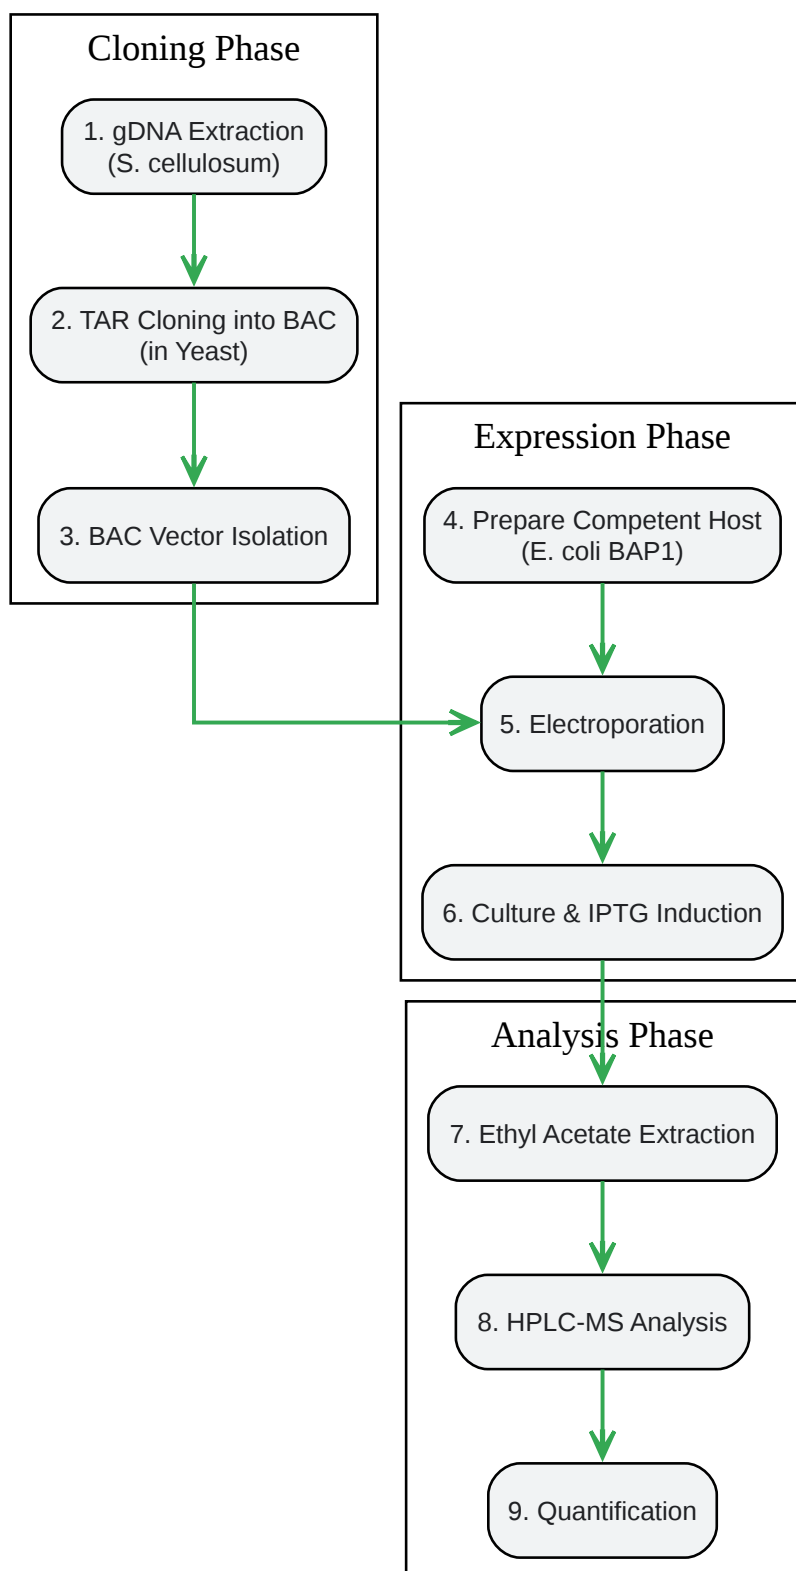 Cloning Phase
1. gDNA Extraction
(S. cellulosum)
2. TAR Cloning into BAC
(in Yeast)
3. BAC Vector Isolation
Expression Phase
4. Prepare Competent Host
(E. coli BAP1)
5. Electroporation
6. Culture & IPTG Induction
Analysis Phase
7. Ethyl Acetate Extraction
8. HPLC-MS Analysis
9. Quantification